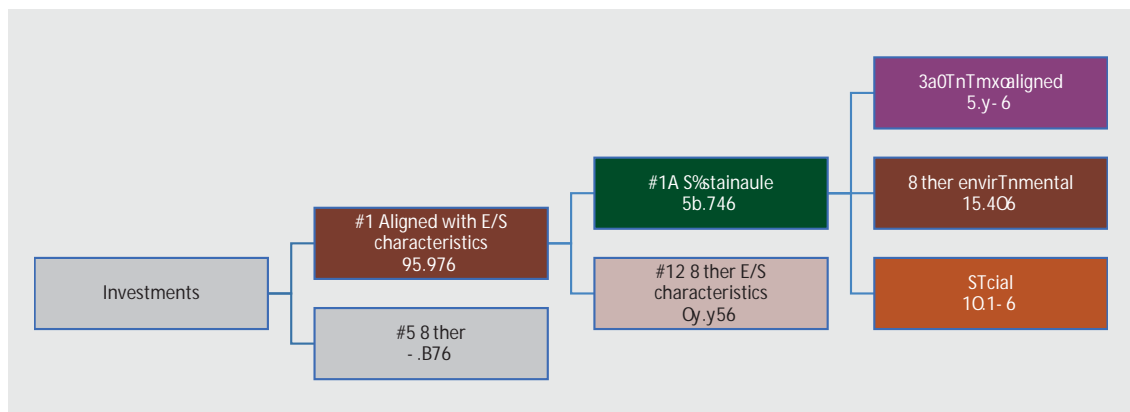 Investments
#1 Aligned with E/S
characteristics
95.976
#5 8 ther
- .B76
#1A S%stainaule
5b.746
#12 8 ther E/S
characteristics
Oy.y56
3a0TnTmxoaligned
5.y- 6
8 ther envirTnmental
15.4O6
STcial
1O.1- 6